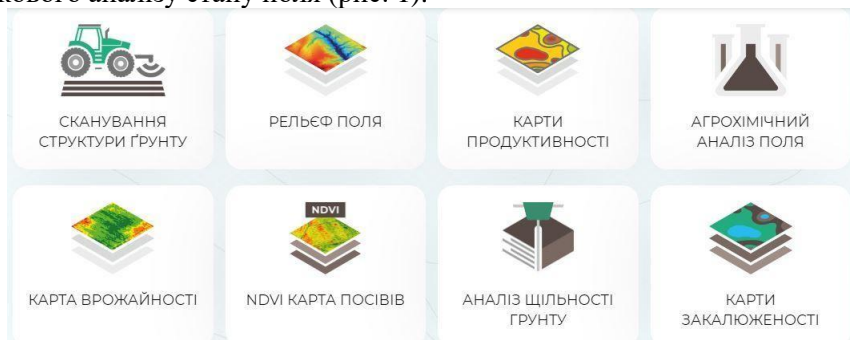 кового аналізу стану поля (рис. 1).
СКАНУВАННЯ
СТРУКТУРИ ҐРУНТУ
РЕЛЬЄФ ПОЛЯ
КАРТИ
ПРОДУКТИВНОСТІ
АГРОХІМІЧНИЙ
АНАЛІЗ ПОЛЯ
КАРТА ВРОЖАЙНОСТІ
NDVI
NDVI КАРТА ПОСІВІВ
АНАЛІЗ ЩІЛЬНОСТІ
ГРУНТУ
КАРТИ
ЗАКАЛЮЖЕНОСТІ